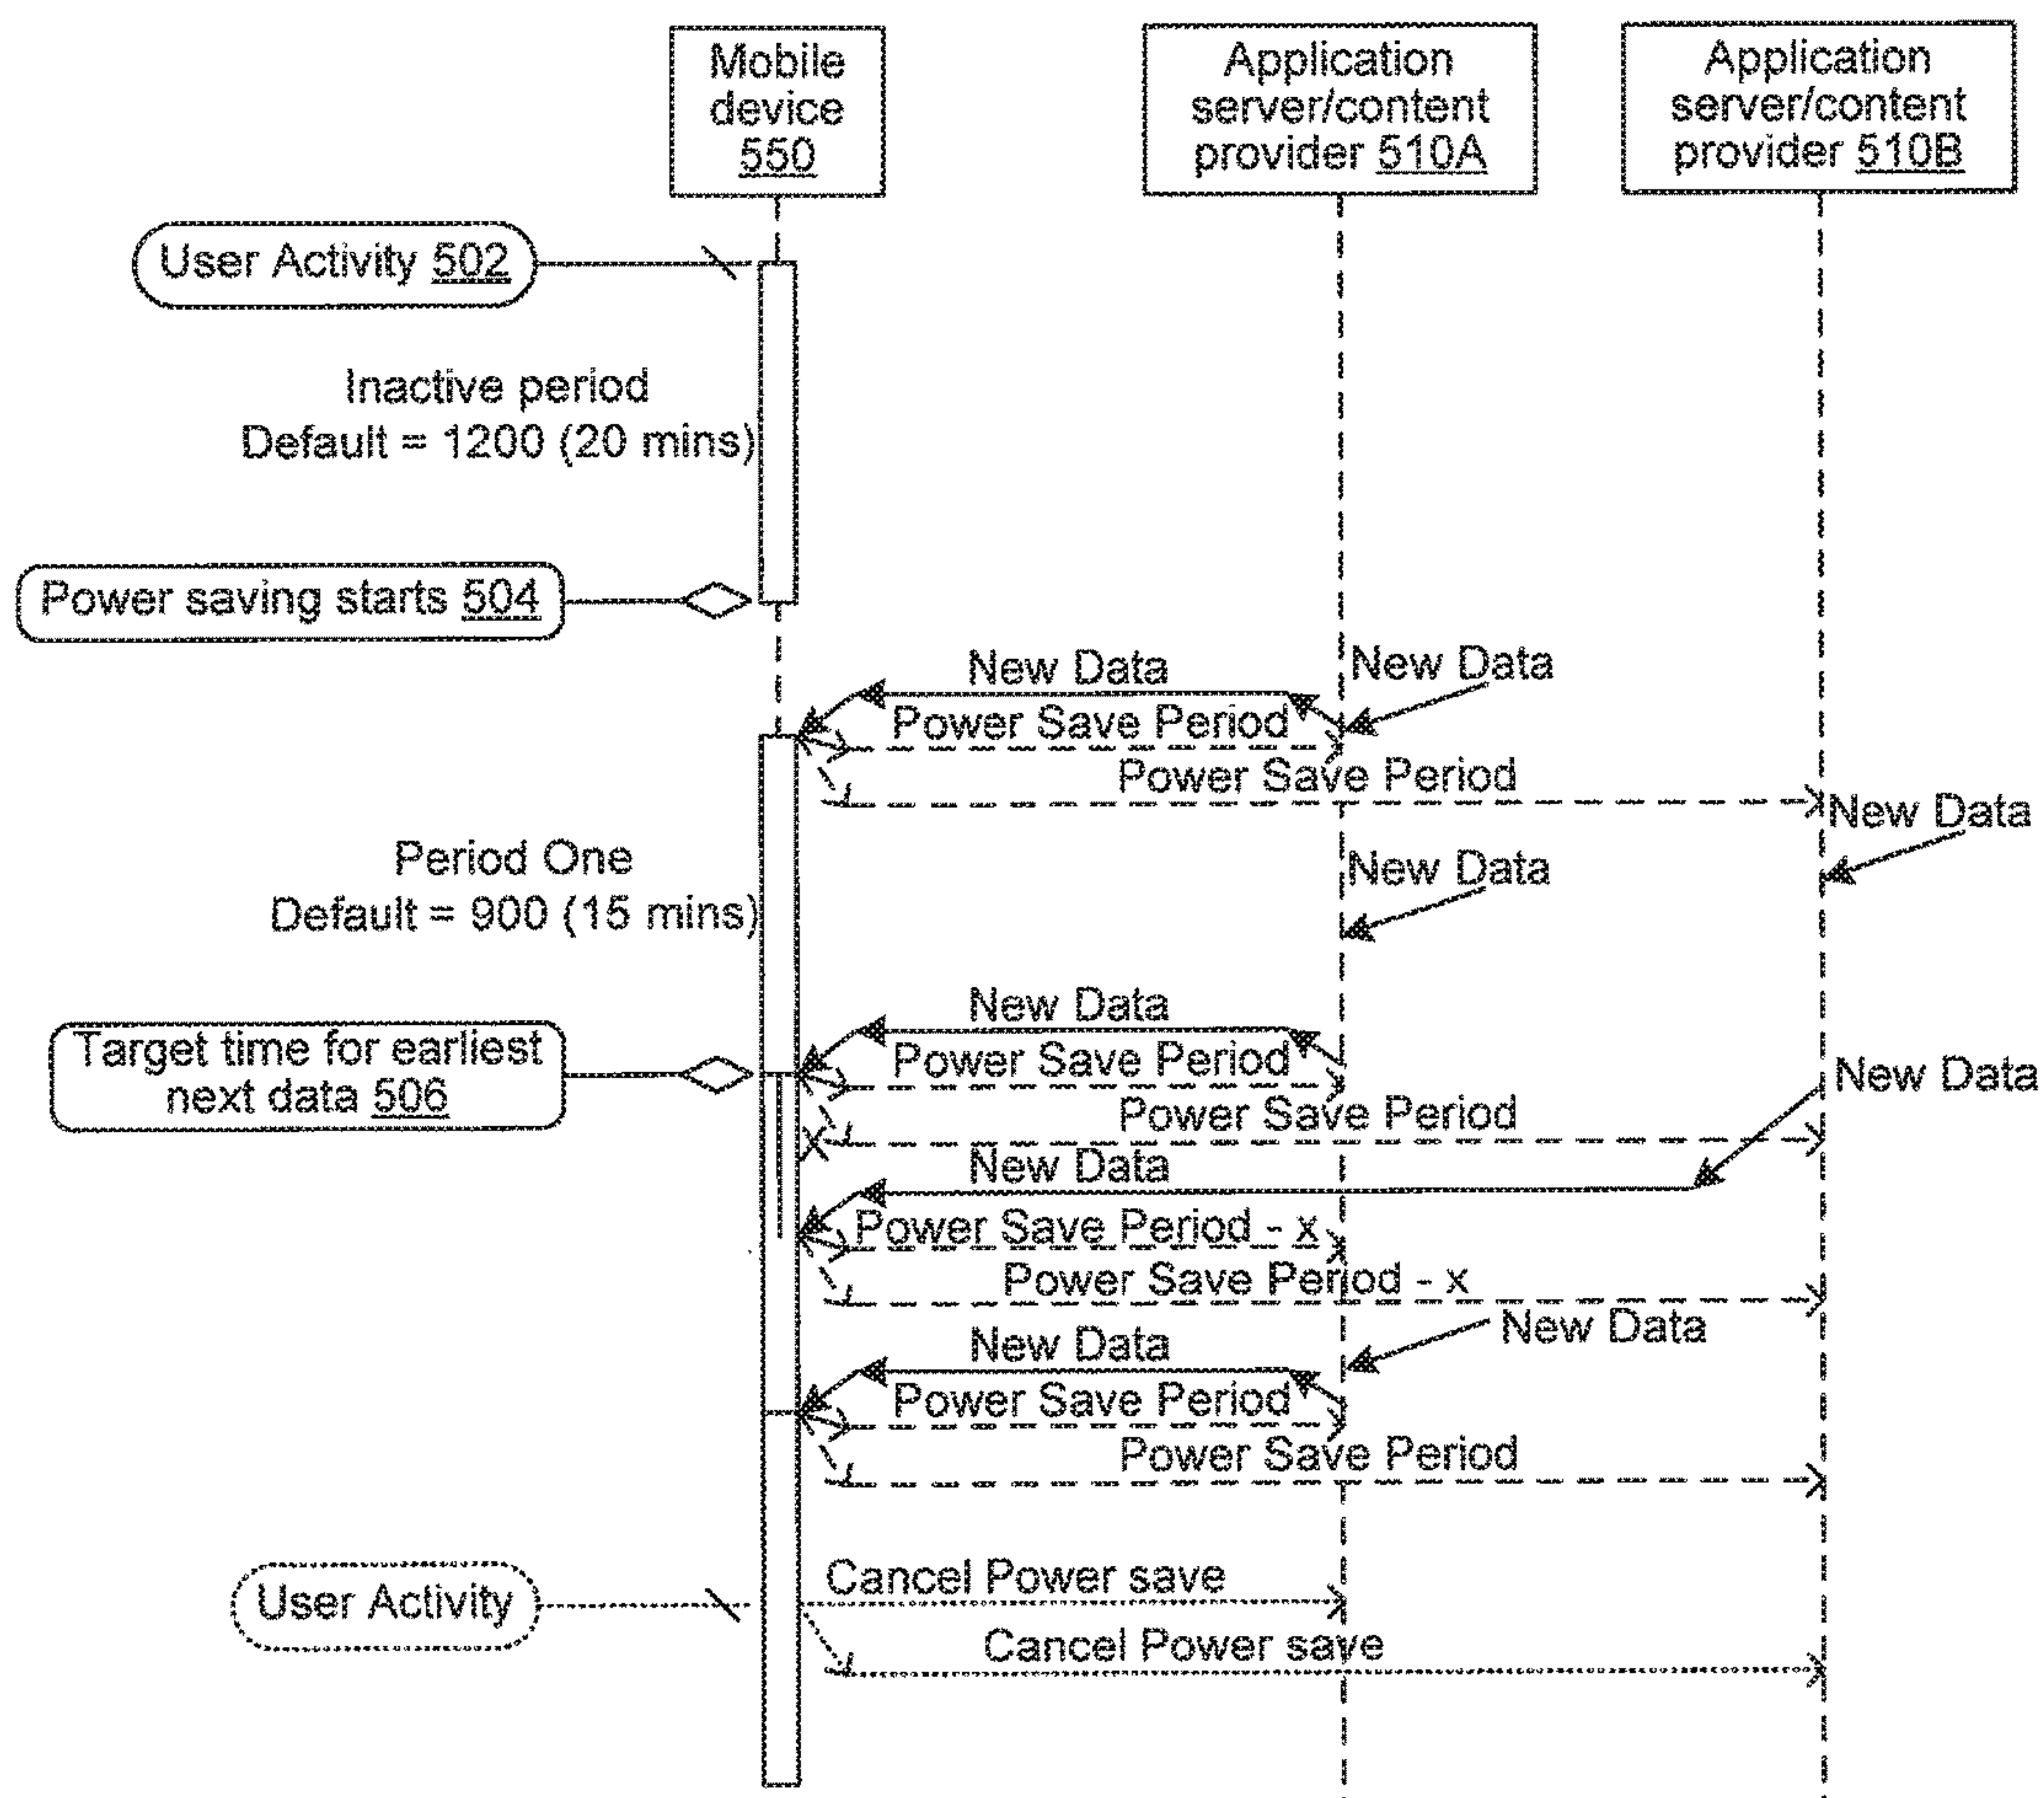 Mobile
device
550
Application
server/content
provider 510A
Application
server/content
provider 510B
User Activity 502
Inactive period
Default = 1200 (20 mins)
Power saving starts 504
New Data
New Data
Power Save Period
Power Save Period
New Data
Period One
Default = 900 (15 mins)
New Data
New Data
Target time for earliest
next data 506
Power Save Period
New Data
Power Save Period
x
New Data
Power Save Period - x
Power Save Period - x
New Data
New Data
Power Save Period
Power Save Period
User Activity
Cancel Power save
Cancel Power save